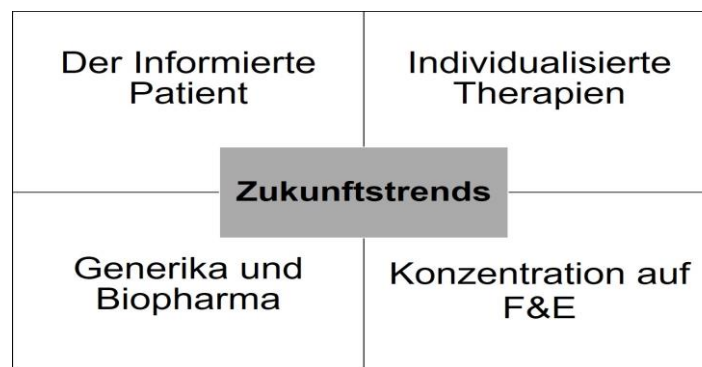 Der Informierte
Patient
Individualisierte
Therapien
Zukunftstrends
Generika und
Biopharma
Konzentration auf
F&E